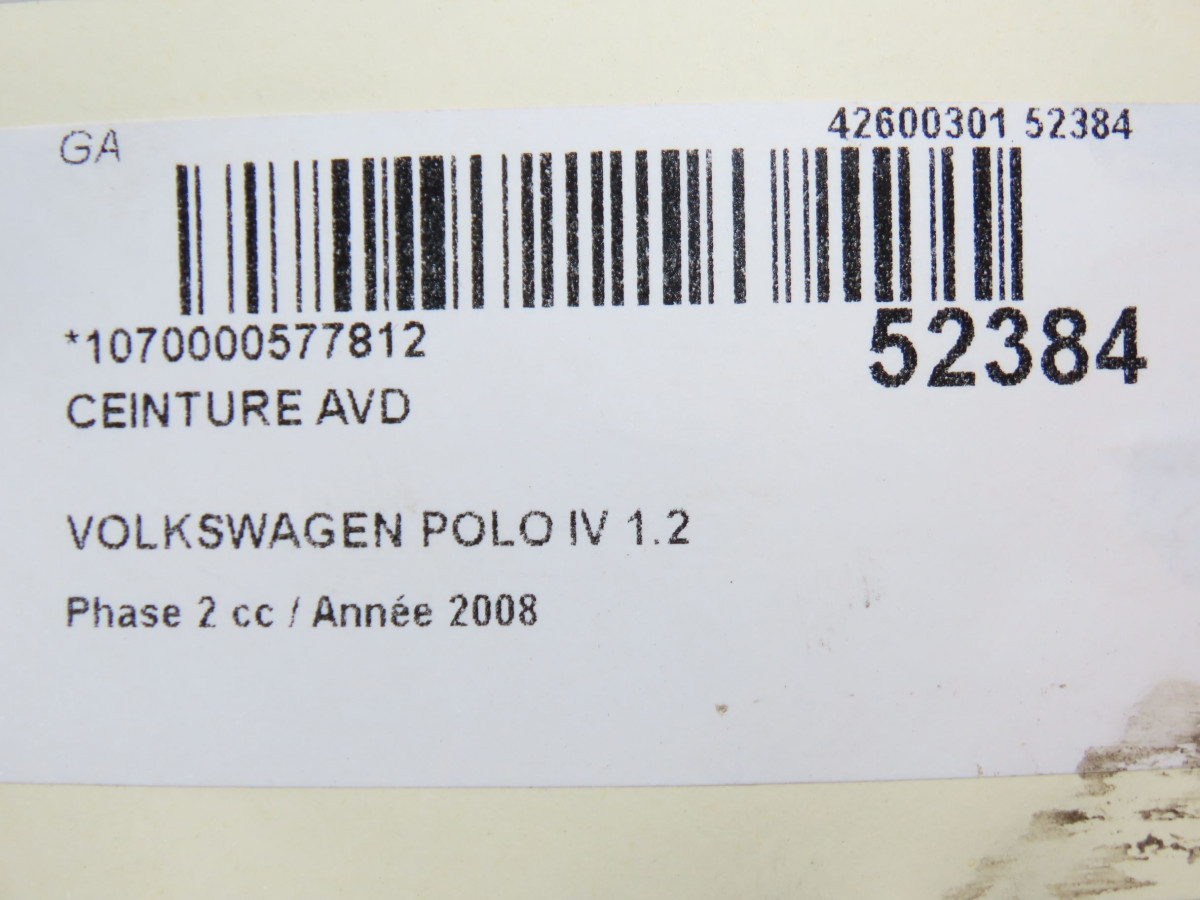 GA
42600301 52384
*1070000577812
52384
CEINTURE AVD
VOLKSWAGEN POLO IV 1.2
Phase 2 cc / Année 2008